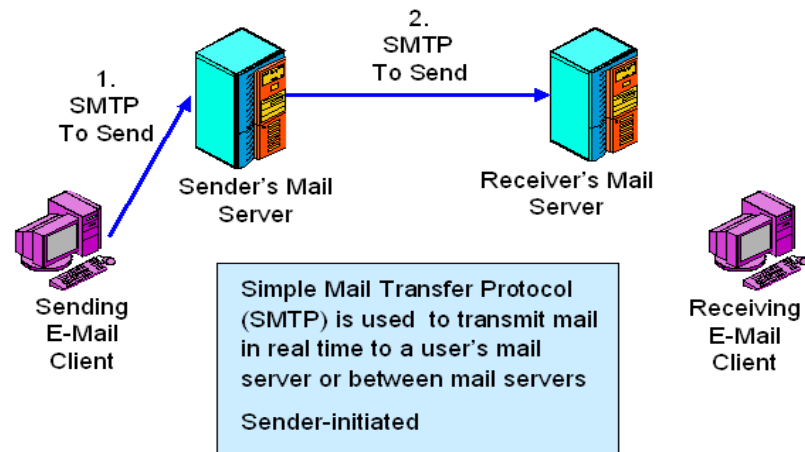 1.
SMTP
To Send
2.
SMTP
To Send
Sender's Mail
Server
Receiver's Mail
Server
Sending
E-Mail
Client
Simple Mail Transfer Protocol
(SMTP) is used to transmit mail
in real time to a user's mail
server or between mail servers
Sender-initiated
Receiving
E-Mail
Client